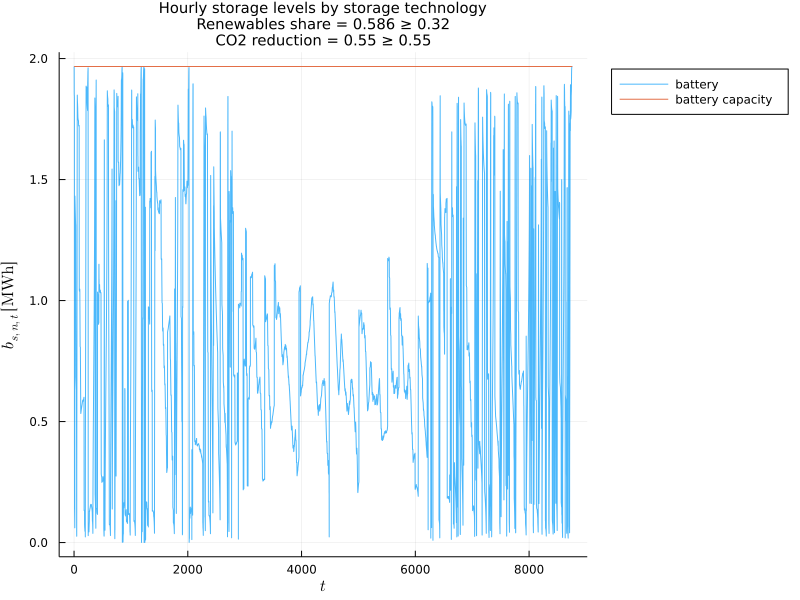 Hourly storage levels by storage technology
Renewables share = 0.586 ≥ 0.32
CO2 reduction = 0.55 ≥ 0.55
battery
battery capacity
2.0
1.5
1.0
0.5
0.0
b_{s, n, t} [MWh]
0 2000 4000 6000 8000
t